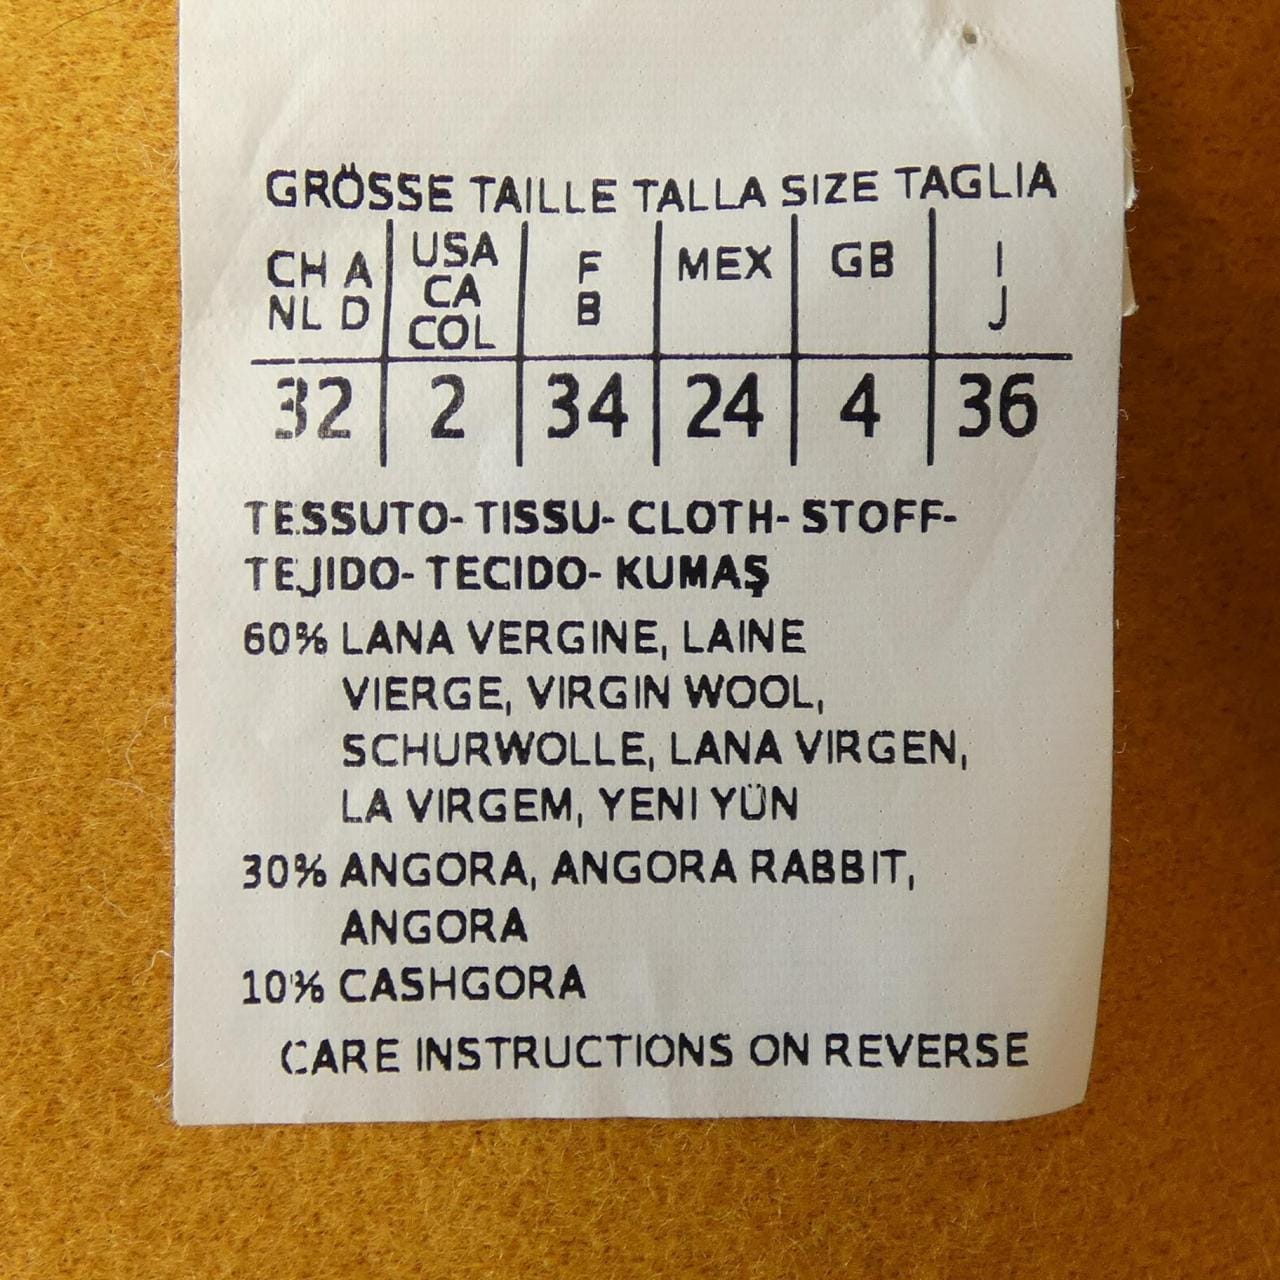 GRÖSSE TAILLE TALLA SIZE TAGLIA
CH A USA F MEX GB I
NL D CA B J
COL
32 2 34 24 4 36
TESSUTO- TISSU- CLOTH- STOFF-
TEJIDO- TECIDO- KUMAŞ
60% LANA VERGINE, LAINE
VIERGE, VIRGIN WOOL,
SCHURWOLLE, LANA VIRGEN,
LA VIRGEM, YENI YÜN
30% ANGORA, ANGORA RABBIT,
ANGORA
10% CASHGORA
CARE INSTRUCTIONS ON REVERSE